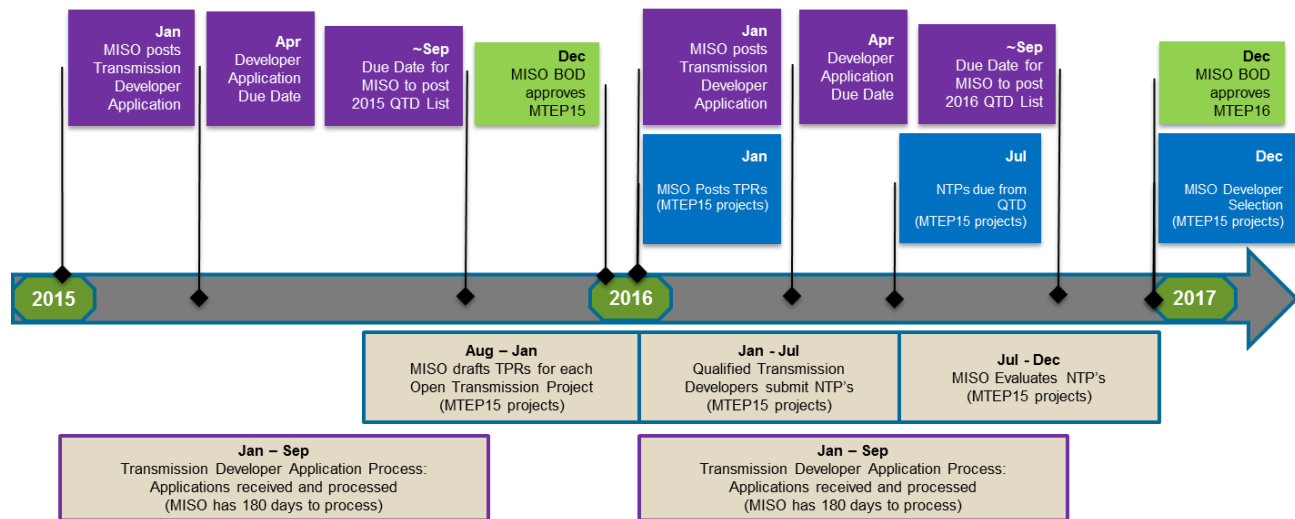 Jan
MISO posts
Transmission
Developer
Application
Apr
Developer
Application
Due Date
~Sep
Due Date for
MISO to post
2015 QTD List
Dec
MISO BOD
approves
MTEP15
Jan
MISO posts
Transmission
Developer
Application
Apr
Developer
Application
Due Date
~Sep
Due Date for
MISO to post
2016 QTD List
Dec
MISO BOD
approves
MTEP16
Jan
MISO Posts TPRs
(MTEP15 projects)
Jul
NTPs due from
QTD
(MTEP15 projects)
Dec
MISO Developer
Selection
(MTEP15 projects)
2015
2016
2017
Aug – Jan
MISO drafts TPRs for each
Open Transmission Project
(MTEP15 projects)
Jan - Jul
Qualified Transmission
Developers submit NTP's
(MTEP15 projects)
Jul - Dec
MISO Evaluates NTP's
(MTEP15 projects)
Jan – Sep
Transmission Developer Application Process:
Applications received and processed
(MISO has 180 days to process)
Jan – Sep
Transmission Developer Application Process:
Applications received and processed
(MISO has 180 days to process)